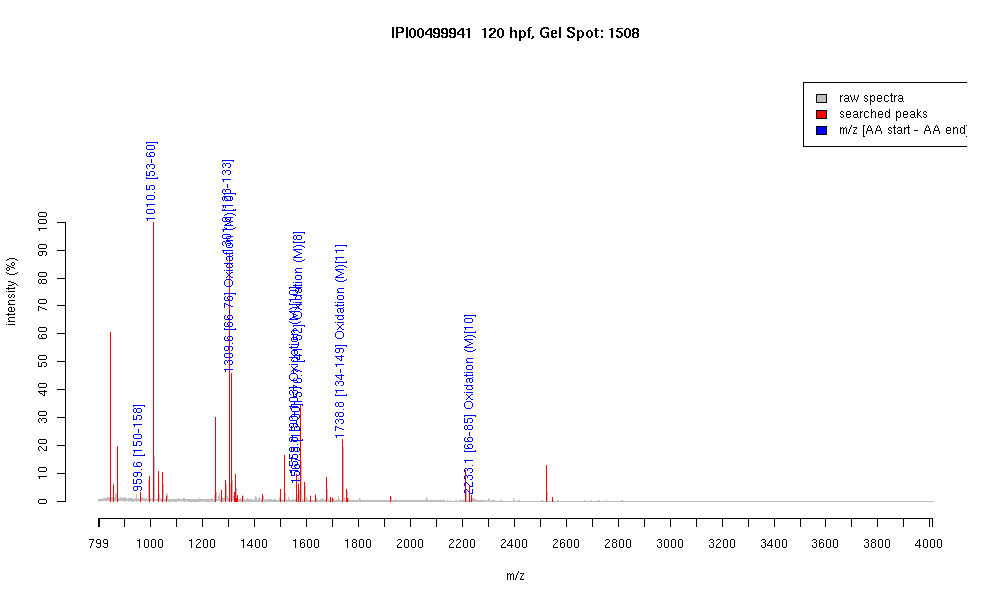 IPI00499941 120 hpf, Gel Spot: 1508
raw spectra
searched peaks
m/z [AA start - AA end]
intensity (%)
100
90
80
70
60
50
40
30
20
10
0
959.6 [150-158]
1010.5 [53-60]
1309.6 [66-76] Oxidation (M)[10]
Oxidation (M)[8]
1738.8 [134-149] Oxidation (M)[11]
2233.1 [66-85] Oxidation (M)[10]
799 1000 1200 1400 1600 1800 2000 2200 2400 2600 2800 3000 3200 3400 3600 3800 4000
m/z